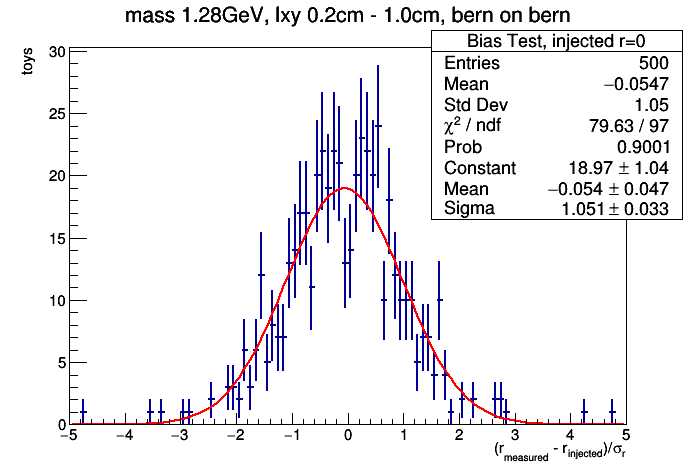 mass 1.28GeV, lxy 0.2cm - 1.0cm, bern on bern
Bias Test, injected r=0
Entries 500
Mean −0.0547
Std Dev 1.05
χ² / ndf 79.63 / 97
Prob 0.9001
Constant 18.97 ± 1.04
Mean −0.054 ± 0.047
Sigma 1.051 ± 0.033
toys
30
25
20
15
10
5
0
−5 −4 −3 −2 −1 0 1 2 3 4 5
(r_measured - r_injected)/σ_r